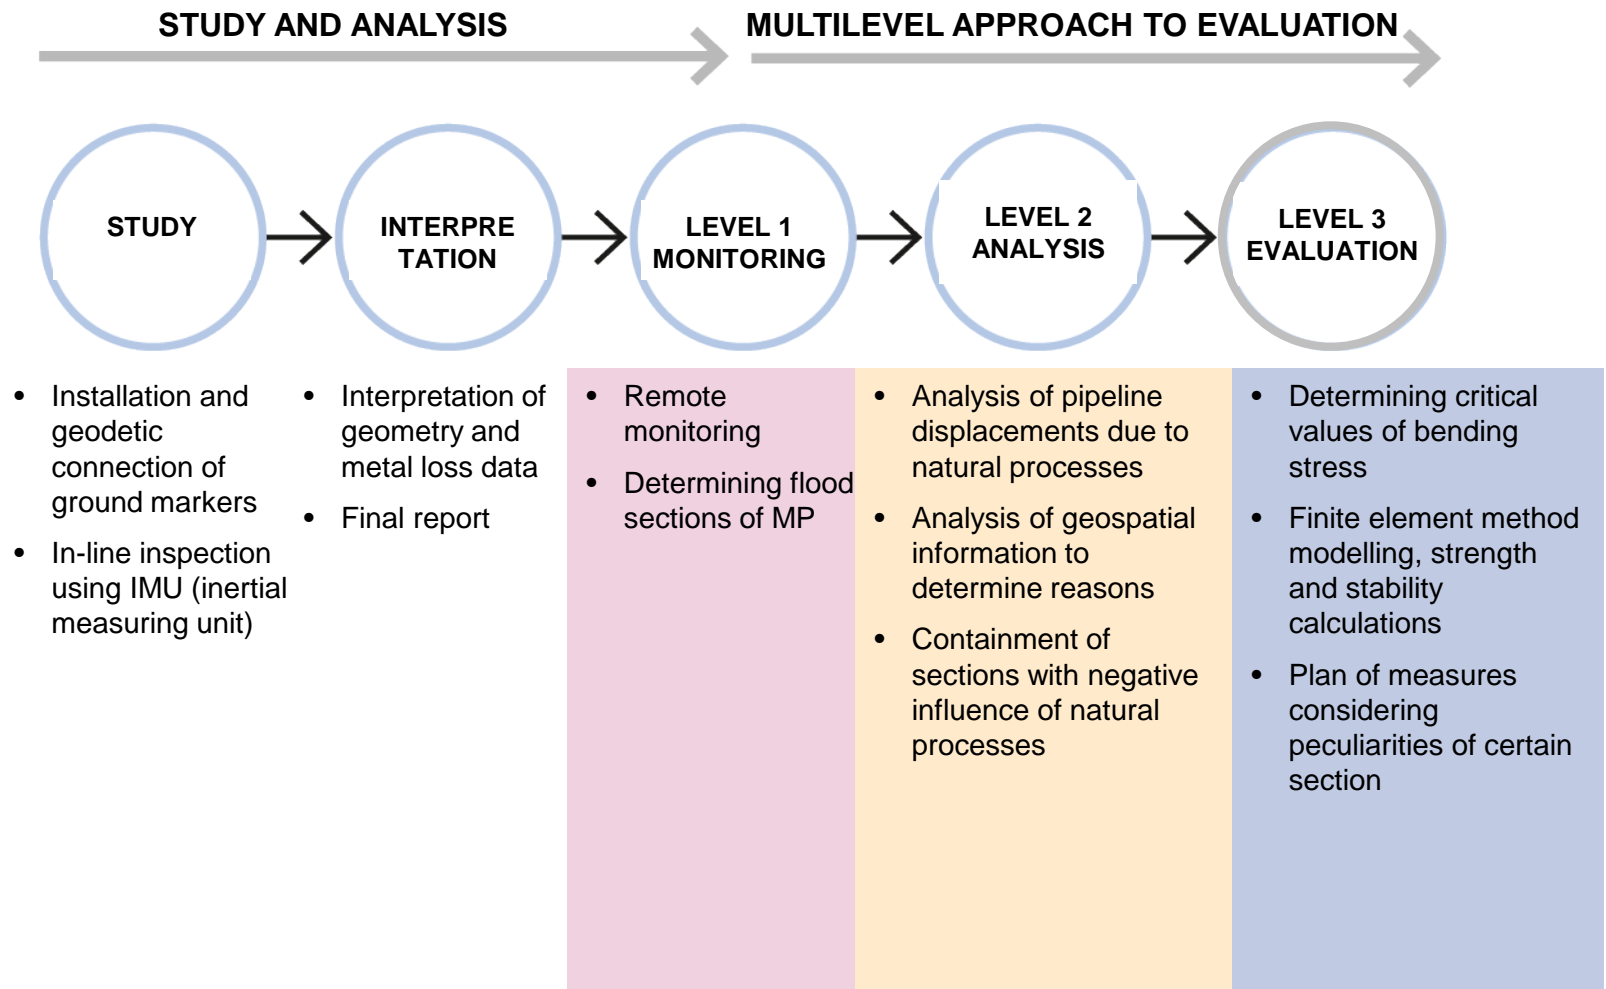 STUDY AND ANALYSIS
MULTILEVEL APPROACH TO EVALUATION
STUDY
INTERPRE
TATION
LEVEL 1
MONITORING
LEVEL 2
ANALYSIS
LEVEL 3
EVALUATION
• Installation and
geodetic
connection of
ground markers
• In-line inspection
using IMU (inertial
measuring unit)
• Interpretation of
geometry and
metal loss data
• Final report
• Remote
monitoring
• Determining flood
sections of MP
• Analysis of pipeline
displacements due to
natural processes
• Analysis of geospatial
information to
determine reasons
• Containment of
sections with negative
influence of natural
processes
• Determining critical
values of bending
stress
• Finite element method
modelling, strength
and stability
calculations
• Plan of measures
considering
peculiarities of certain
section